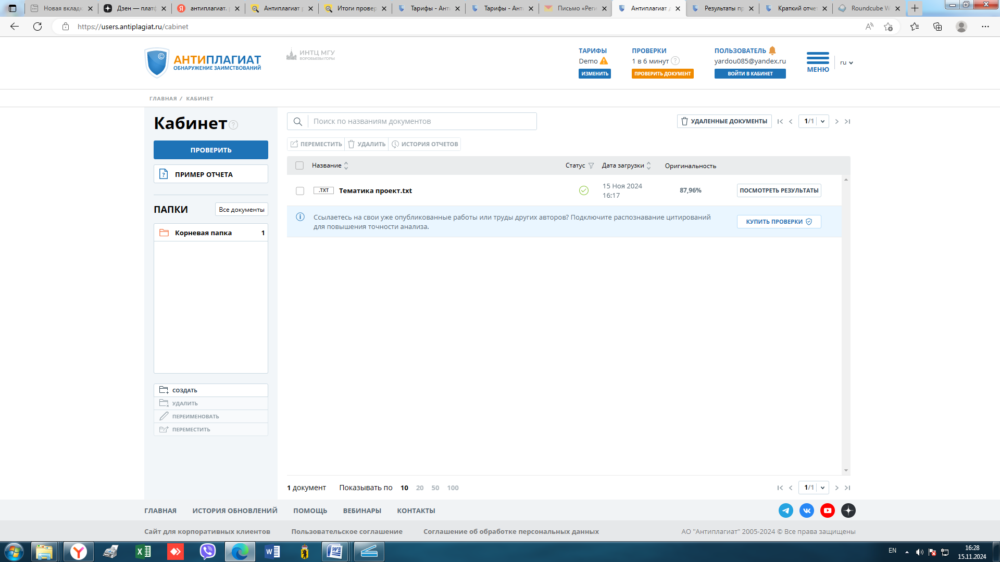 Новая вкладк
Дзен — платф
антиплагиат.
Антиплагиат р
Итоги провер
Тарифы - Анти
Тарифы - Анти
Письмо «Реги
Антиплагиат д
Результаты пр
Краткий отчет
Roundcube W
https://users.antiplagiat.ru/cabinet
АНТИПЛАГИАТ
ОБНАРУЖЕНИЕ ЗАИМСТВОВАНИЙ
ИНТЦ МГУ
ВОРОБЬЕВЫ ГОРЫ
ТАРИФЫ
Demo
ИЗМЕНИТЬ
ПРОВЕРКИ
1 в 6 минут ?
ПРОВЕРИТЬ ДОКУМЕНТ
ПОЛЬЗОВАТЕЛЬ
yardou085@yandex.ru
ВОЙТИ В КАБИНЕТ
МЕНЮ
ru
ГЛАВНАЯ / КАБИНЕТ
Кабинет ?
ПРОВЕРИТЬ
ПРИМЕР ОТЧЕТА
ПАПКИ
Все документы
Корневая папка 1
СОЗДАТЬ
УДАЛИТЬ
ПЕРЕИМЕНОВАТЬ
ПЕРЕМЕСТИТЬ
Поиск по названиям документов
УДАЛЕННЫЕ ДОКУМЕНТЫ
1/1
ПЕРЕМЕСТИТЬ
УДАЛИТЬ
ИСТОРИЯ ОТЧЕТОВ
Название
Статус
Дата загрузки
Оригинальность
.TXT
Тематика проект.txt
15 Ноя 2024
16:17
87,96%
ПОСМОТРЕТЬ РЕЗУЛЬТАТЫ
Ссылаетесь на свои уже опубликованные работы или труды других авторов? Подключите распознавание цитирований
для повышения точности анализа.
КУПИТЬ ПРОВЕРКИ
1 документ
Показывать по 10 20 50 100
1/1
ГЛАВНАЯ
ИСТОРИЯ ОБНОВЛЕНИЙ
ПОМОЩЬ
ВЕБИНАРЫ
КОНТАКТЫ
Сайт для корпоративных клиентов
Пользовательское соглашение
Соглашение об обработке персональных данных
АО "Антиплагиат" 2005-2024 © Все права защищены
EN
16:28
15.11.2024